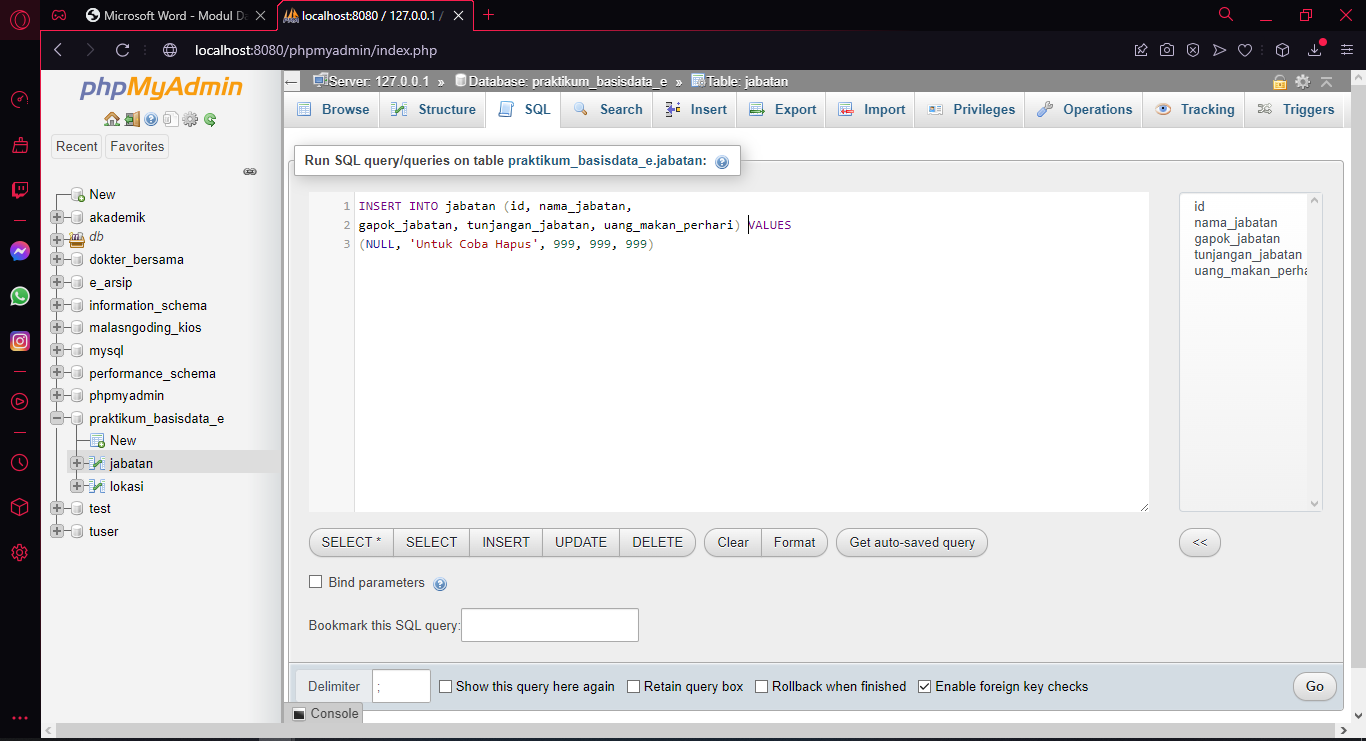 Microsoft Word - Modul Da
localhost:8080 / 127.0.0.1 /
localhost:8080/phpmyadmin/index.php
phpMyAdmin
Recent Favorites
New
akademik
db
dokter_bersama
e_arsip
information_schema
malasngoding_kios
mysql
performance_schema
phpmyadmin
praktikum_basisdata_e
New
jabatan
lokasi
test
tuser
Server: 127.0.0.1 » Database: praktikum_basisdata_e » Table: jabatan
Browse Structure SQL Search Insert Export Import Privileges Operations Tracking Triggers
Run SQL query/queries on table praktikum_basisdata_e.jabatan:
1 INSERT INTO jabatan (id, nama_jabatan,
2 gapok_jabatan, tunjangan_jabatan, uang_makan_perhari) VALUES
3 (NULL, 'Untuk Coba Hapus', 999, 999, 999)
id
nama_jabatan
gapok_jabatan
tunjangan_jabatan
uang_makan_perha
SELECT * SELECT INSERT UPDATE DELETE Clear Format Get auto-saved query <<
Bind parameters
Bookmark this SQL query:
Delimiter ; Show this query here again Retain query box Rollback when finished Enable foreign key checks Go
Console